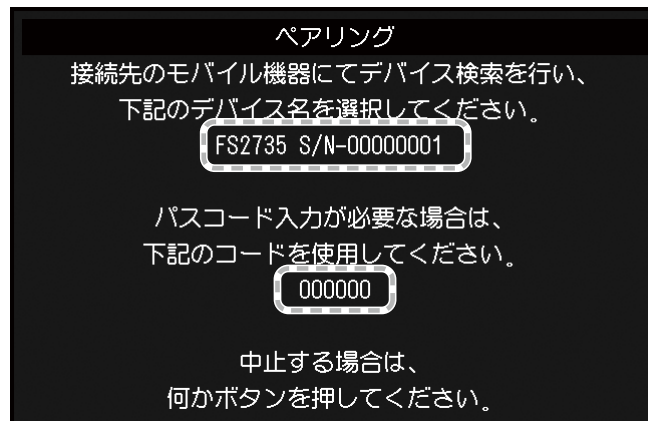 ペアリング
接続先のモバイル機器にてデバイス検索を行い、
下記のデバイス名を選択してください。
FS2735 S/N-00000001
パスコード入力が必要な場合は、
下記のコードを使用してください。
000000
中止する場合は、
何かボタンを押してください。